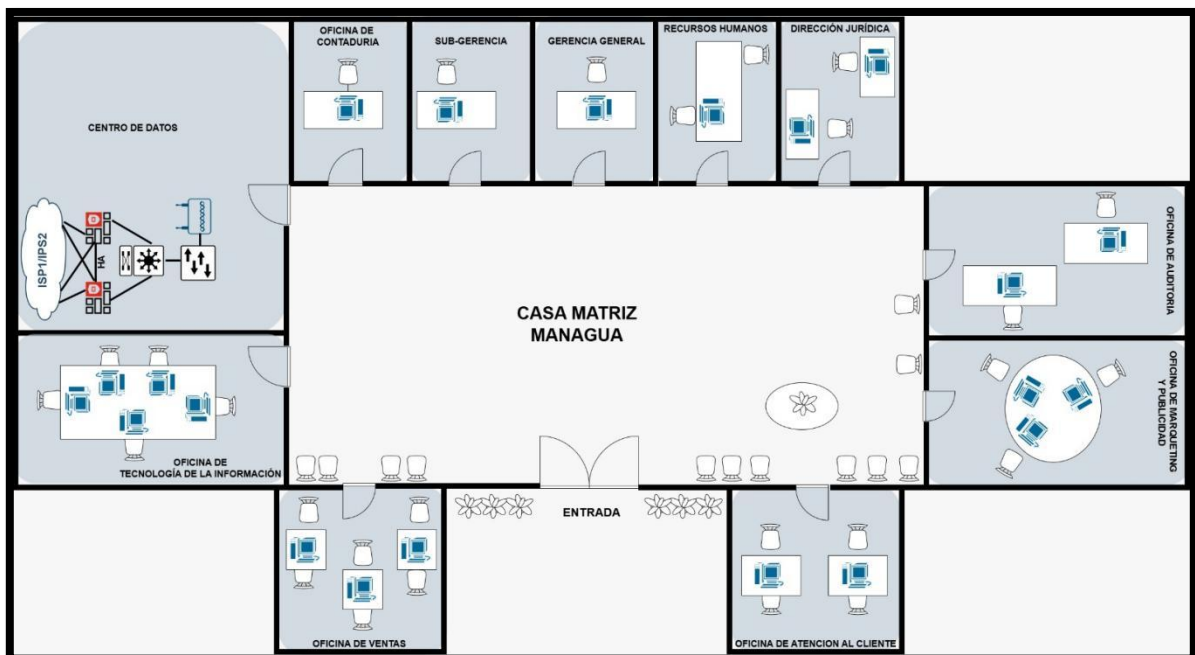 OFICINA DE
CONTADURIA
SUB-GERENCIA
GERENCIA GENERAL
RECURSOS HUMANOS
DIRECCIÓN JURÍDICA
CENTRO DE DATOS
ISP1/IPS2
HA
CASA MATRIZ
MANAGUA
OFICINA DE AUDITORIA
OFICINA DE MARQUETING
Y PUBLICIDAD
OFICINA DE
TECNOLOGÍA DE LA INFORMACIÓN
ENTRADA
OFICINA DE VENTAS
OFICINA DE ATENCION AL CLIENTE